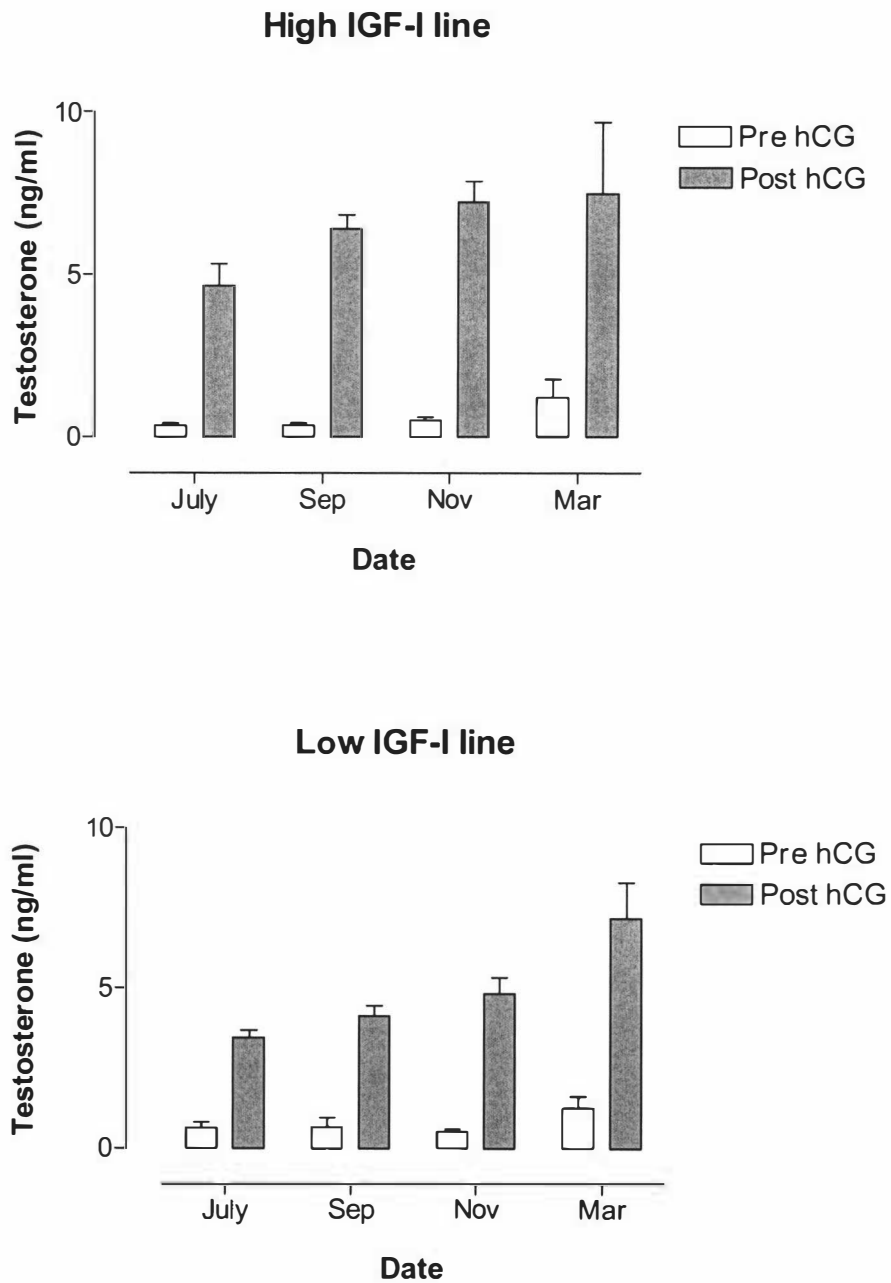 High IGF-I line
Testosterone (ng/ml)
10
5
0
Pre hCG
Post hCG
July Sep Nov Mar
Date
Low IGF-I line
Testosterone (ng/ml)
10
5
0
Pre hCG
Post hCG
July Sep Nov Mar
Date